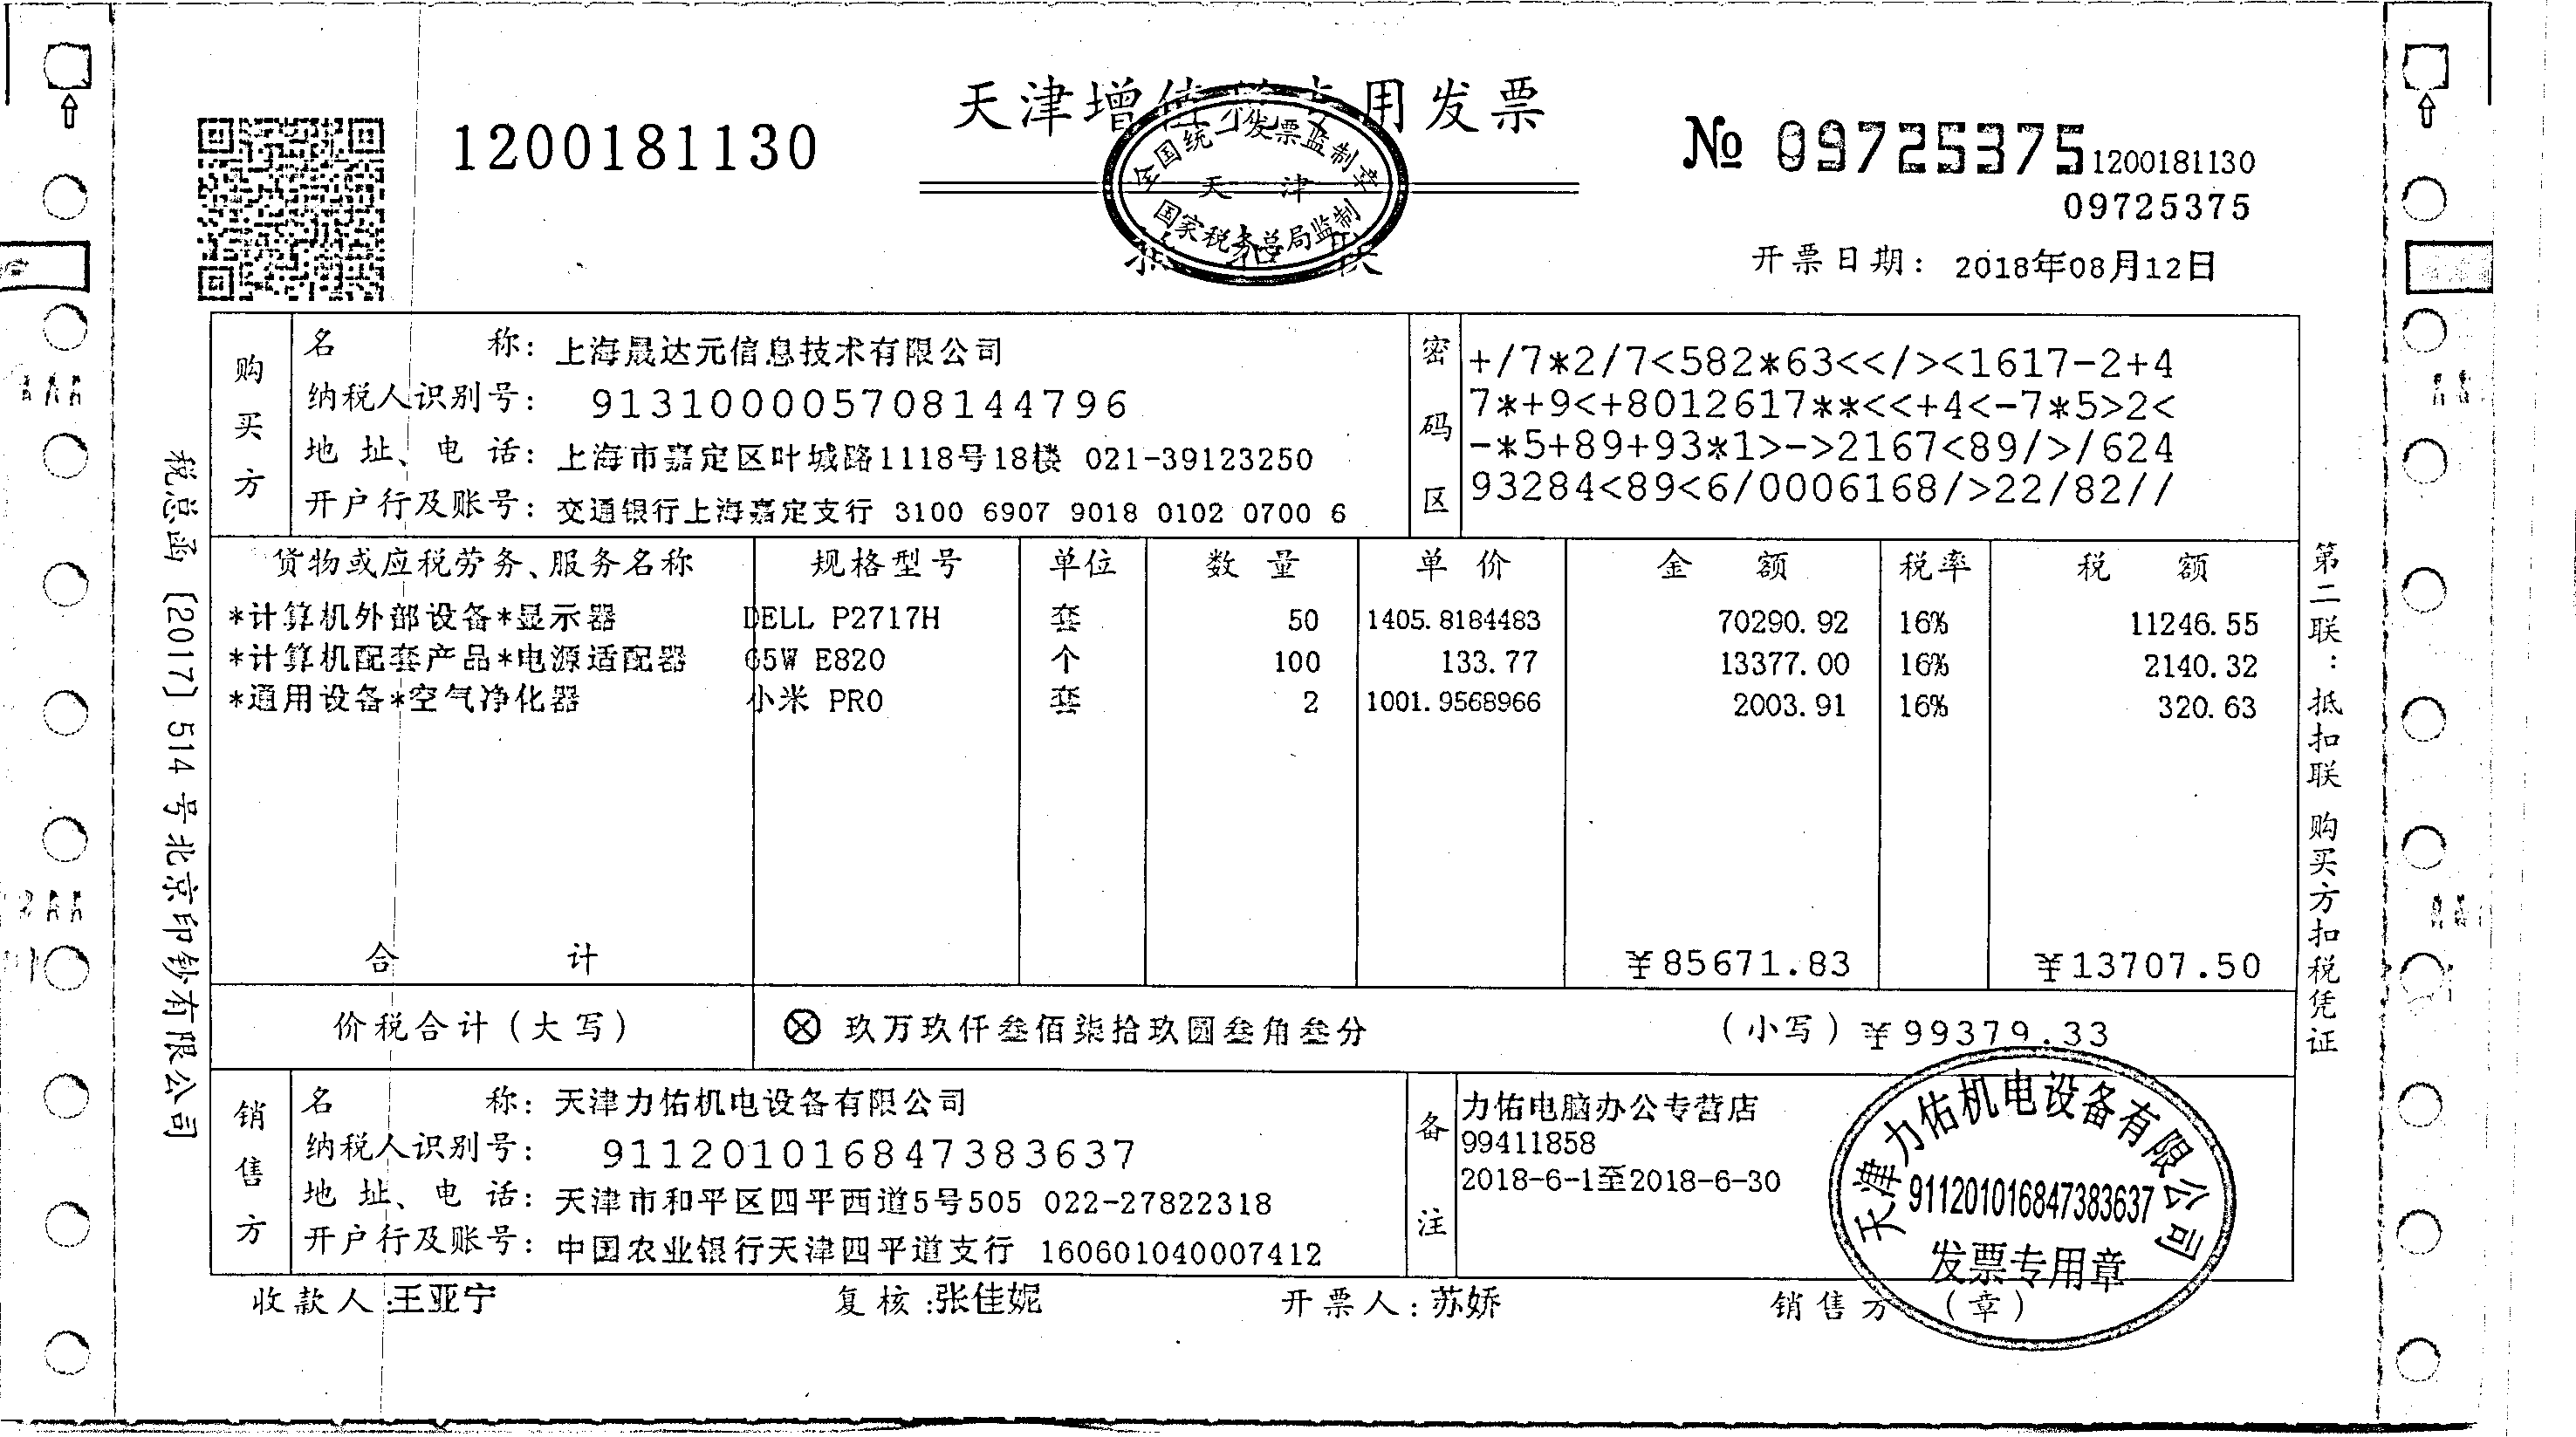 天津增值税专用发票
1200181130
№ 09725375
1200181130
09725375
全国统一发票监制章
天津
国家税务总局监制
抵扣联
开票日期: 2018年08月12日
购买方
名称: 上海晟达元信息技术有限公司
纳税人识别号: 913100005708144796
地址、电话: 上海市嘉定区叶城路1118号18楼 021-39123250
开户行及账号: 交通银行上海嘉定支行 3100 6907 9018 0102 0700 6
密码区
+/7*2/7<582*63<</><1617-2+4
7*+9<+8012617**<<+4<-7*5>2<
-*5+89+93*1>->2167<89/>/624
93284<89<6/0006168/>22/82//
货物或应税劳务、服务名称 规格型号 单位 数量 单价 金额 税率 税额
*计算机外部设备*显示器 DELL P2717H 套 50 1405.8184483 70290.92 16% 11246.55
*计算机配套产品*电源适配器 65W E820 个 100 133.77 13377.00 16% 2140.32
*通用设备*空气净化器 小米 PRO 套 2 1001.9568966 2003.91 16% 320.63
合计 ¥85671.83 ¥13707.50
价税合计(大写) ⊗ 玖万玖仟叁佰柒拾玖圆叁角叁分 (小写) ¥99379.33
销售方
名称: 天津力佑机电设备有限公司
纳税人识别号: 911201016847383637
地址、电话: 天津市和平区四平西道5号505 022-27822318
开户行及账号: 中国农业银行天津四平道支行 160601040007412
备注
力佑电脑办公专营店
99411858
2018-6-1至2018-6-30
天津力佑机电设备有限公司
911201016847383637
发票专用章
收款人:王亚宁 复核:张佳妮 开票人:苏娇 销售方(章)
税总函[2017]514号北京印钞有限公司
第二联:抵扣联 购买方扣税凭证